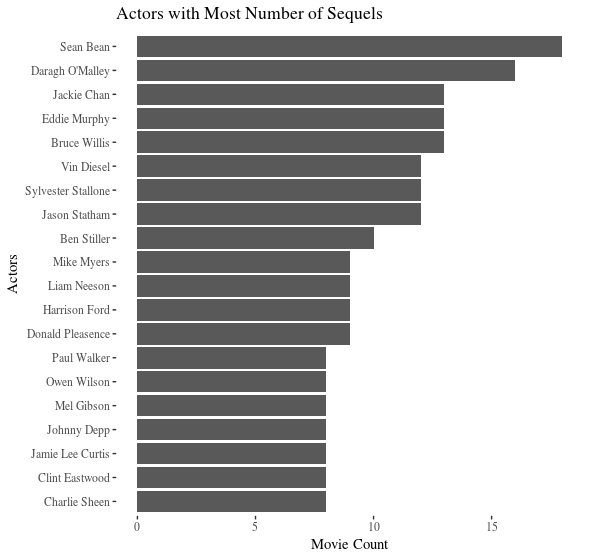 Actors with Most Number of Sequels
Sean Bean
Daragh O'Malley
Jackie Chan
Eddie Murphy
Bruce Willis
Vin Diesel
Sylvester Stallone
Jason Statham
Ben Stiller
Mike Myers
Liam Neeson
Harrison Ford
Donald Pleasence
Paul Walker
Owen Wilson
Mel Gibson
Johnny Depp
Jamie Lee Curtis
Clint Eastwood
Charlie Sheen
Actors
0 5 10 15
Movie Count